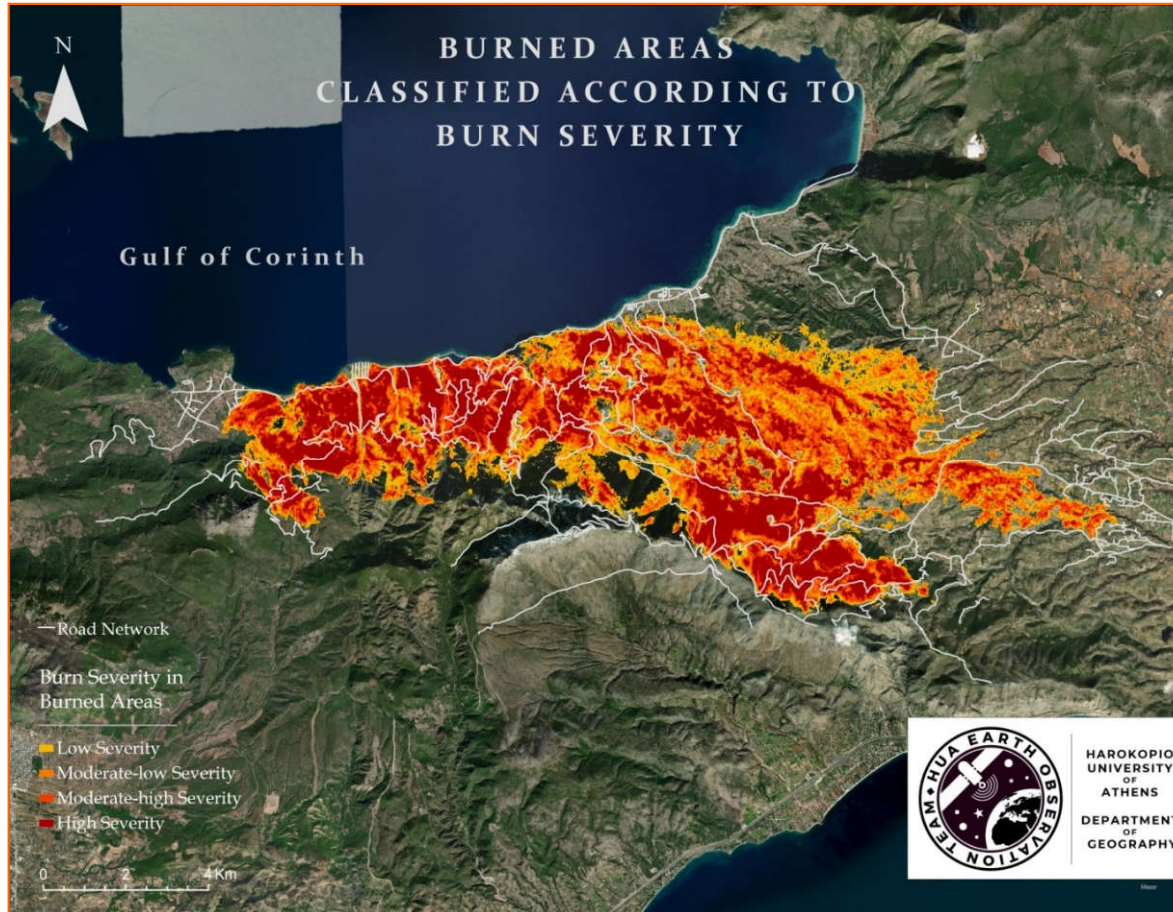 N
BURNED AREAS
CLASSIFIED ACCORDING TO
BURN SEVERITY
Gulf of Corinth
Road Network
Burn Severity in
Burned Areas
Low Severity
Moderate-low Severity
Moderate-high Severity
High Severity
0 2 4 Km
HUA EARTH OBSERVATION TEAM
HAROKOPIO
UNIVERSITY
OF
ATHENS
DEPARTMENT
OF
GEOGRAPHY
Maxar